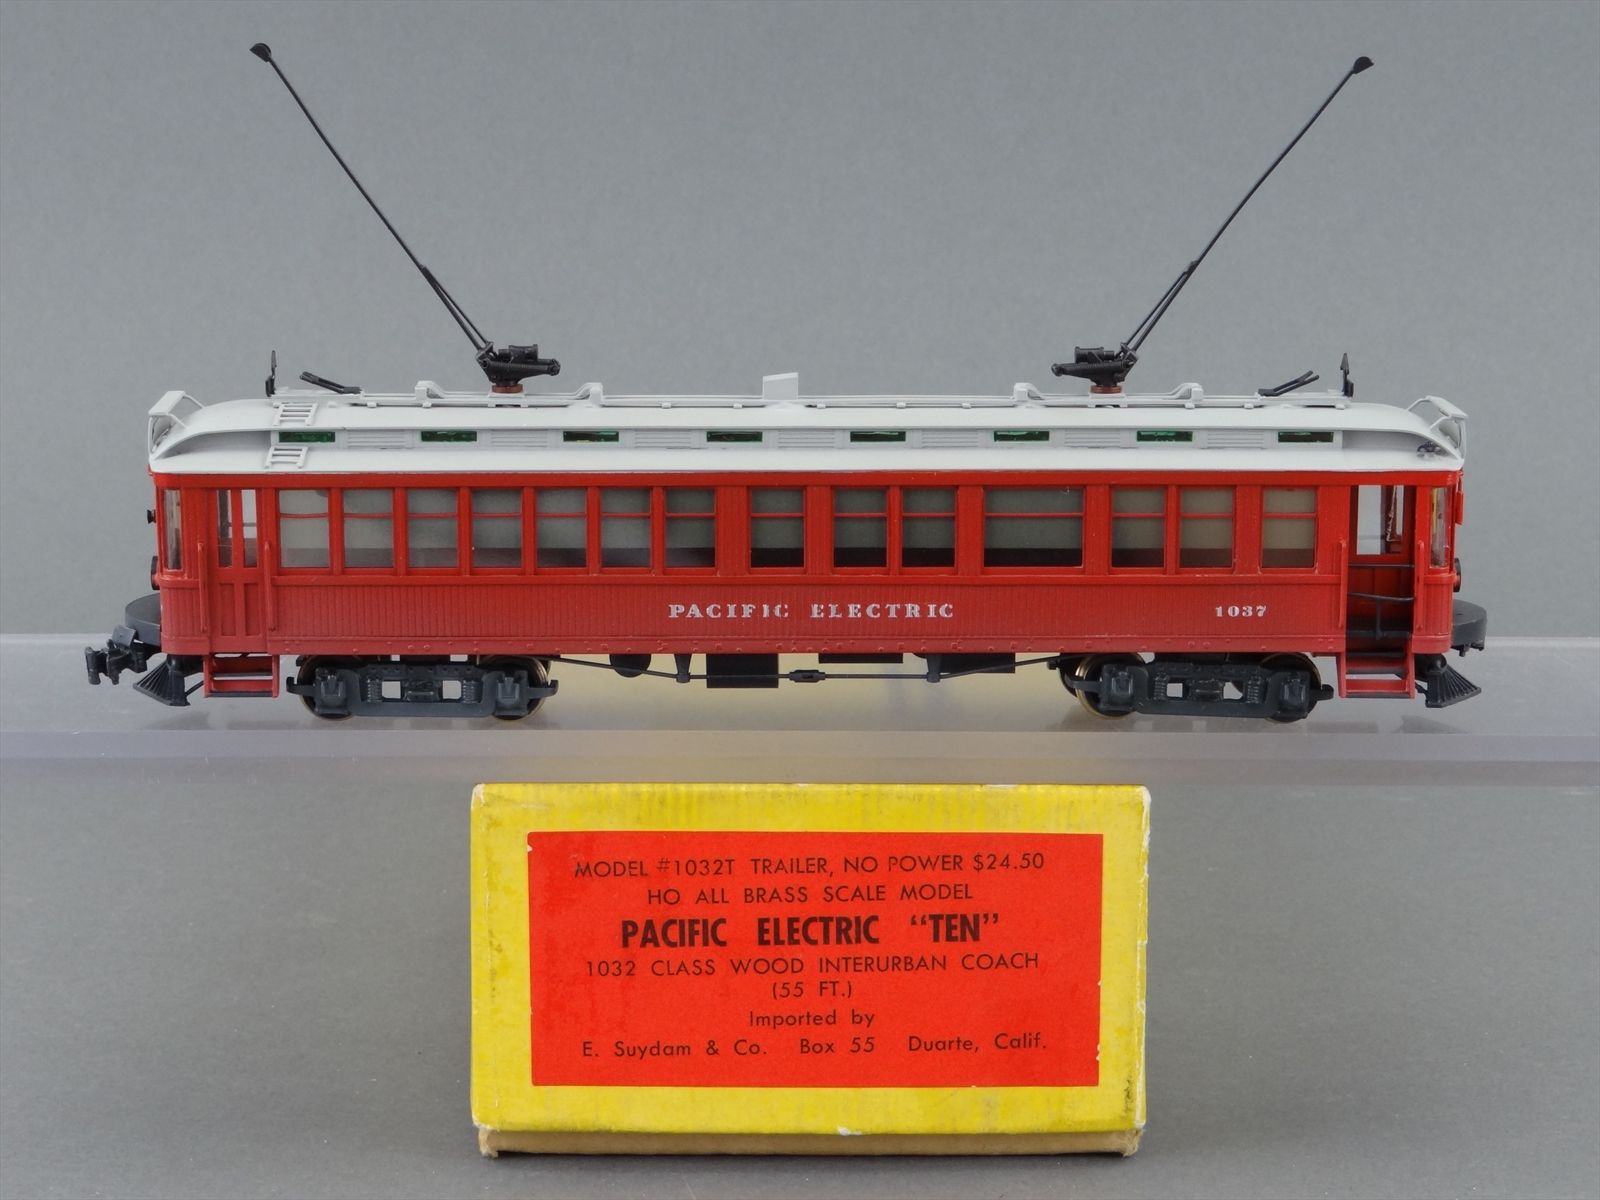 PACIFIC ELECTRIC 1037
MODEL #1032T TRAILER, NO POWER $24.50
HO ALL BRASS SCALE MODEL
PACIFIC ELECTRIC "TEN"
1032 CLASS WOOD INTERURBAN COACH
(55 FT.)
Imported by
E. Suydam & Co. Box 55 Duarte, Calif.